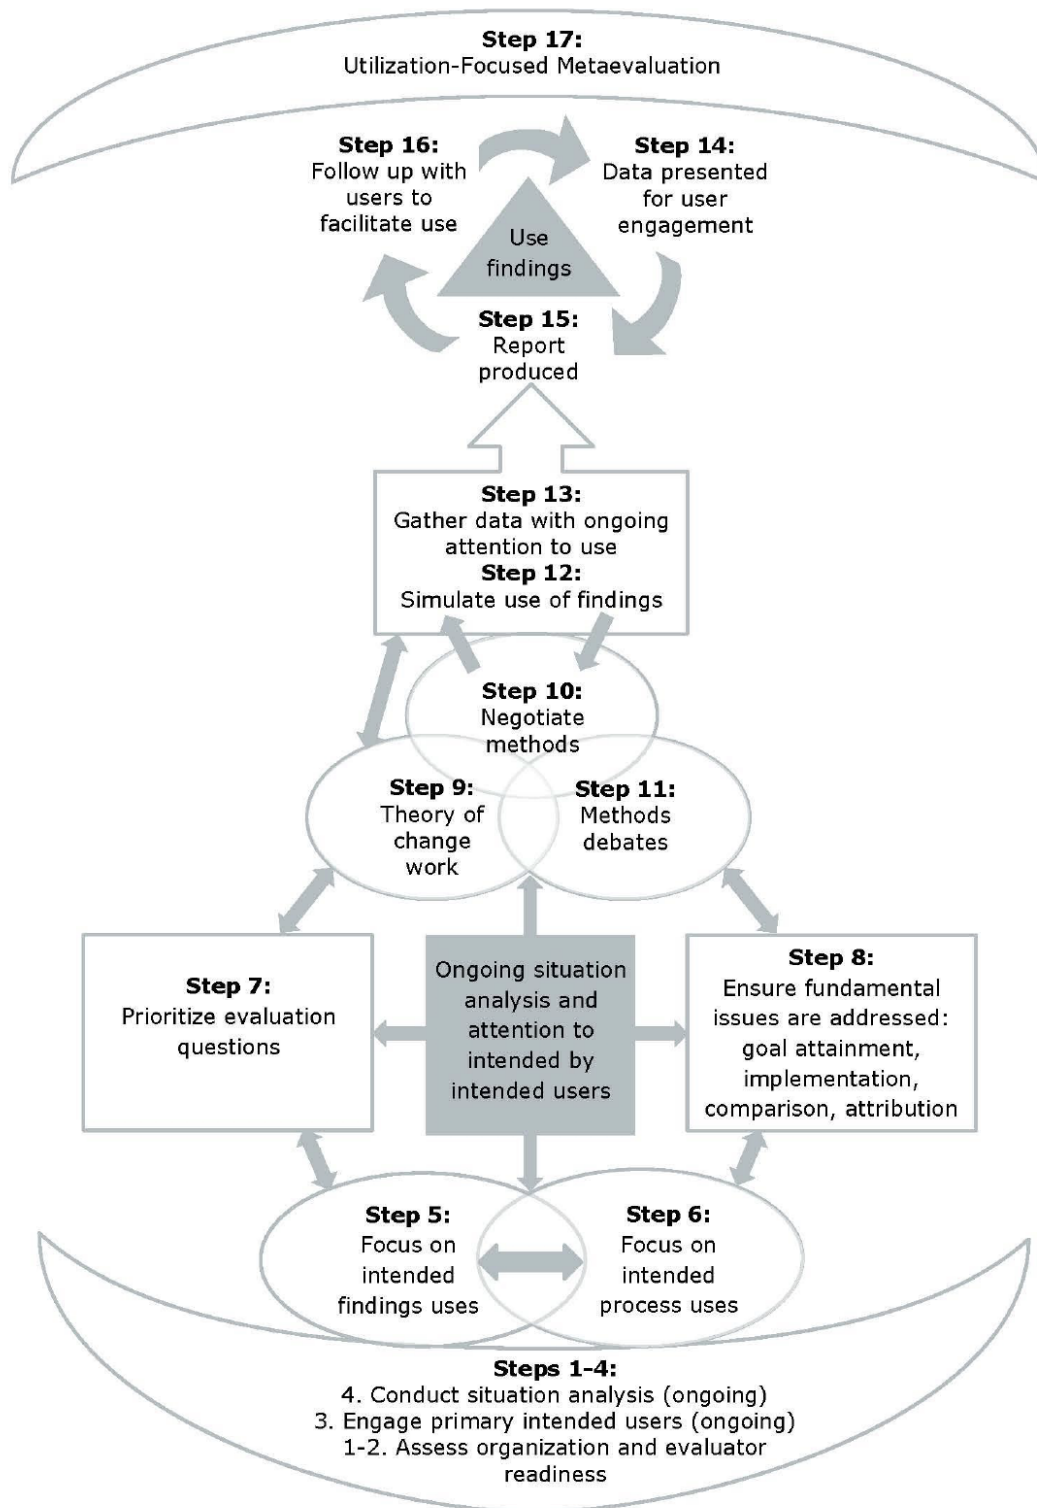 Step 17:
Utilization-Focused Metaevaluation
Step 16:
Follow up with
users to
facilitate use
Step 14:
Data presented
for user
engagement
Use
findings
Step 15:
Report
produced
Step 13:
Gather data with ongoing
attention to use
Step 12:
Simulate use of findings
Step 10:
Negotiate
methods
Step 9:
Theory of
change
work
Step 11:
Methods
debates
Step 7:
Prioritize evaluation
questions
Ongoing situation
analysis and
attention to
intended by
intended users
Step 8:
Ensure fundamental
issues are addressed:
goal attainment,
implementation,
comparison, attribution
Step 5:
Focus on
intended
findings uses
Step 6:
Focus on
intended
process uses
Steps 1-4:
4. Conduct situation analysis (ongoing)
3. Engage primary intended users (ongoing)
1-2. Assess organization and evaluator
readiness